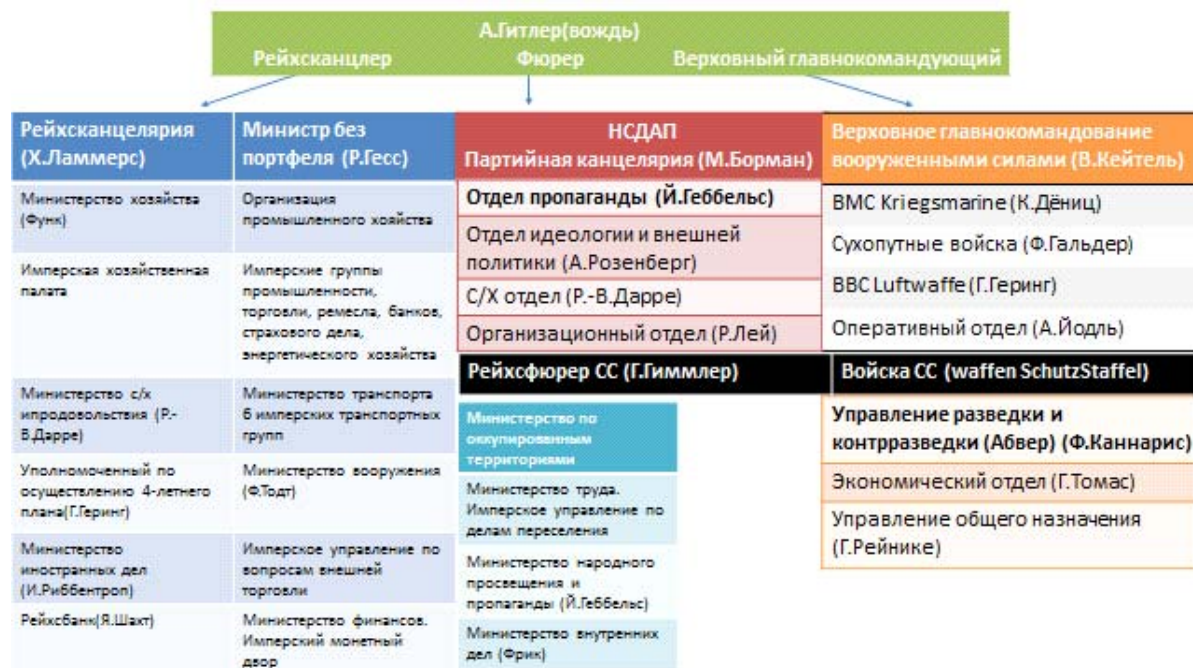 А.Гитлер(вождь)
Рейхсканцлер Фюрер Верховный главнокомандующий
Рейхсканцелярия
(Х.Ламмерс)
Министерство хозяйства
(Функ)
Имперская хозяйственная
палата
Министерство с/х
ипродовольствия (Р.-
В.Дарре)
Уполномоченный по
осуществлению 4-летнего
плана(Г.Геринг)
Министерство
иностранных дел
(И.Риббентроп)
Рейхсбанк(Я.Шахт)
Министр без
портфеля (Р.Гесс)
Организация
промышленного хояйства
Имперские группы
промышленности,
торговли, ремесла, банков,
страхового дела,
энергетического хозяйства
Министерство транспорта
6 имперских транспортных
групп
Министерство вооружения
(Ф.Тодт)
Имперское управление по
вопросам внешней
торговли
Министерство финансов.
Имперский монетный
двор
НСДАП
Партийная канцелярия (М.Борман)
Отдел пропаганды (Й.Геббельс)
Отдел идеологии и внешней
политики (А.Розенберг)
С/Х отдел (Р.-В.Дарре)
Организационный отдел (Р.Лей)
Рейхсфюрер СС (Г.Гиммлер)
Министерство по
оккупированным
территориями
Министерство труда.
Имперское управление по
делам переселения
Министерство народного
просвещения и
пропаганды (Й.Геббельс)
Министерство внутренних
дел (Фрик)
Верховное главнокомандование
вооруженными силами (В.Кейтель)
ВМС Kriegsmarine (К.Дёниц)
Сухопутные войска (Ф.Гальдер)
ВВС Luftwaffe (Г.Геринг)
Оперативный отдел (А.Йодль)
Войска СС (waffen SchutzStaffel)
Управление разведки и
контрразведки (Абвер) (Ф.Каннарис)
Экономический отдел (Г.Томас)
Управление общего назначения
(Г.Рейнике)